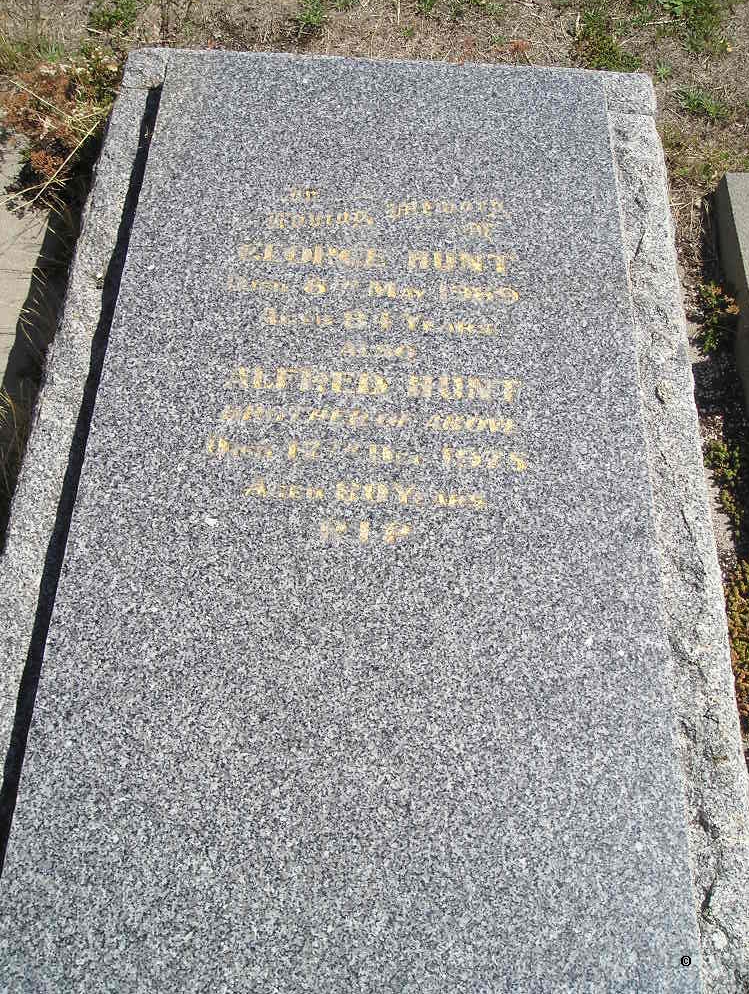 In
Loving Memory
OF
GEORGE HUNT
DIED 8TH MAY 1969
AGED 84 YEARS
ALSO
ALFRED HUNT
BROTHER OF ABOVE
DIED 17TH DEC. 1975
AGED 80 YEARS
R I P
©